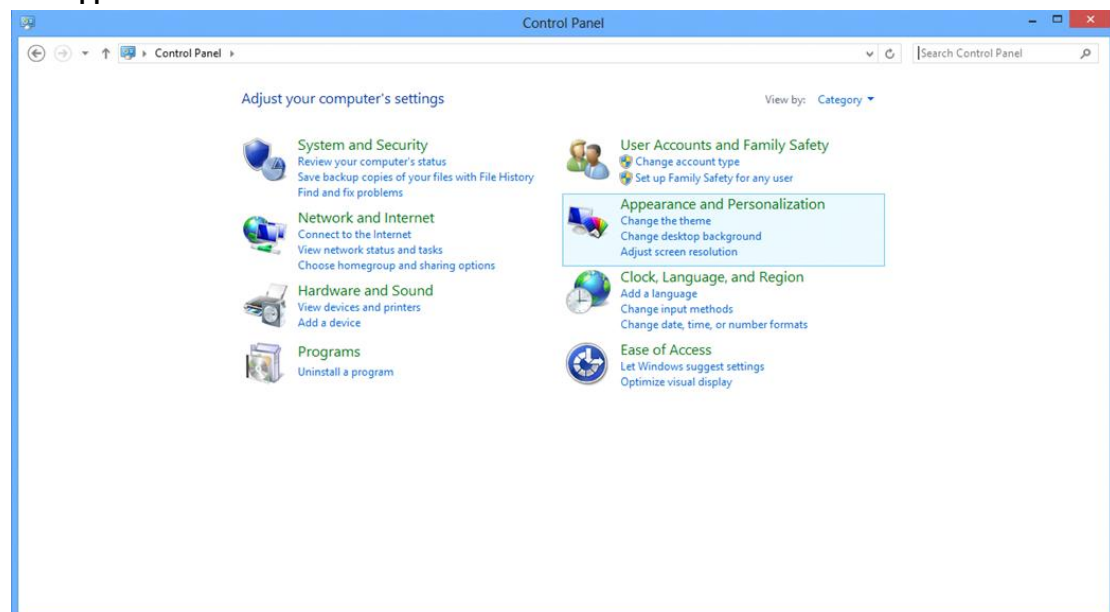 Control Panel
Control Panel
Search Control Panel
Adjust your computer's settings
View by: Category
System and Security
Review your computer's status
Save backup copies of your files with File History
Find and fix problems
Network and Internet
Connect to the Internet
View network status and tasks
Choose homegroup and sharing options
Hardware and Sound
View devices and printers
Add a device
Programs
Uninstall a program
User Accounts and Family Safety
Change account type
Set up Family Safety for any user
Appearance and Personalization
Change the theme
Change desktop background
Adjust screen resolution
Clock, Language, and Region
Add a language
Change input methods
Change date, time, or number formats
Ease of Access
Let Windows suggest settings
Optimize visual display